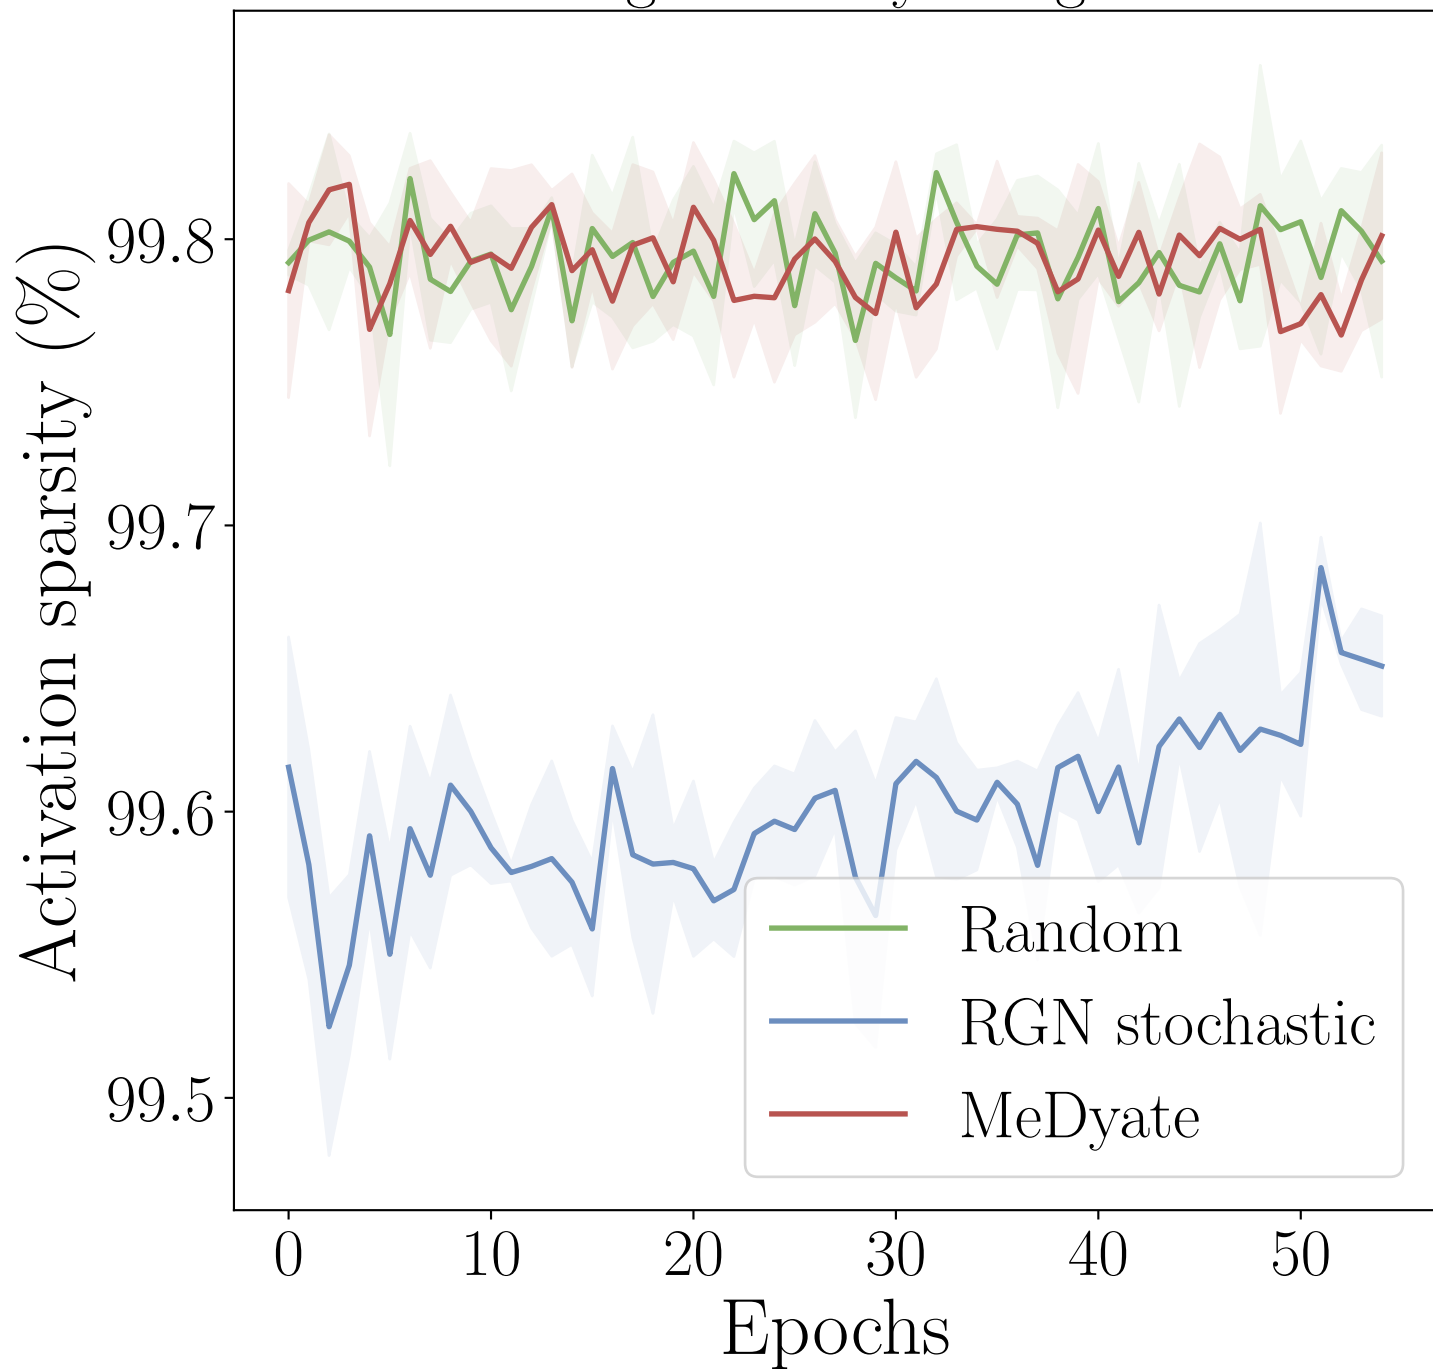 Activation sparsity (%)
99.8
99.7
99.6
99.5
0 10 20 30 40 50
Epochs
Random
RGN stochastic
MeDyate